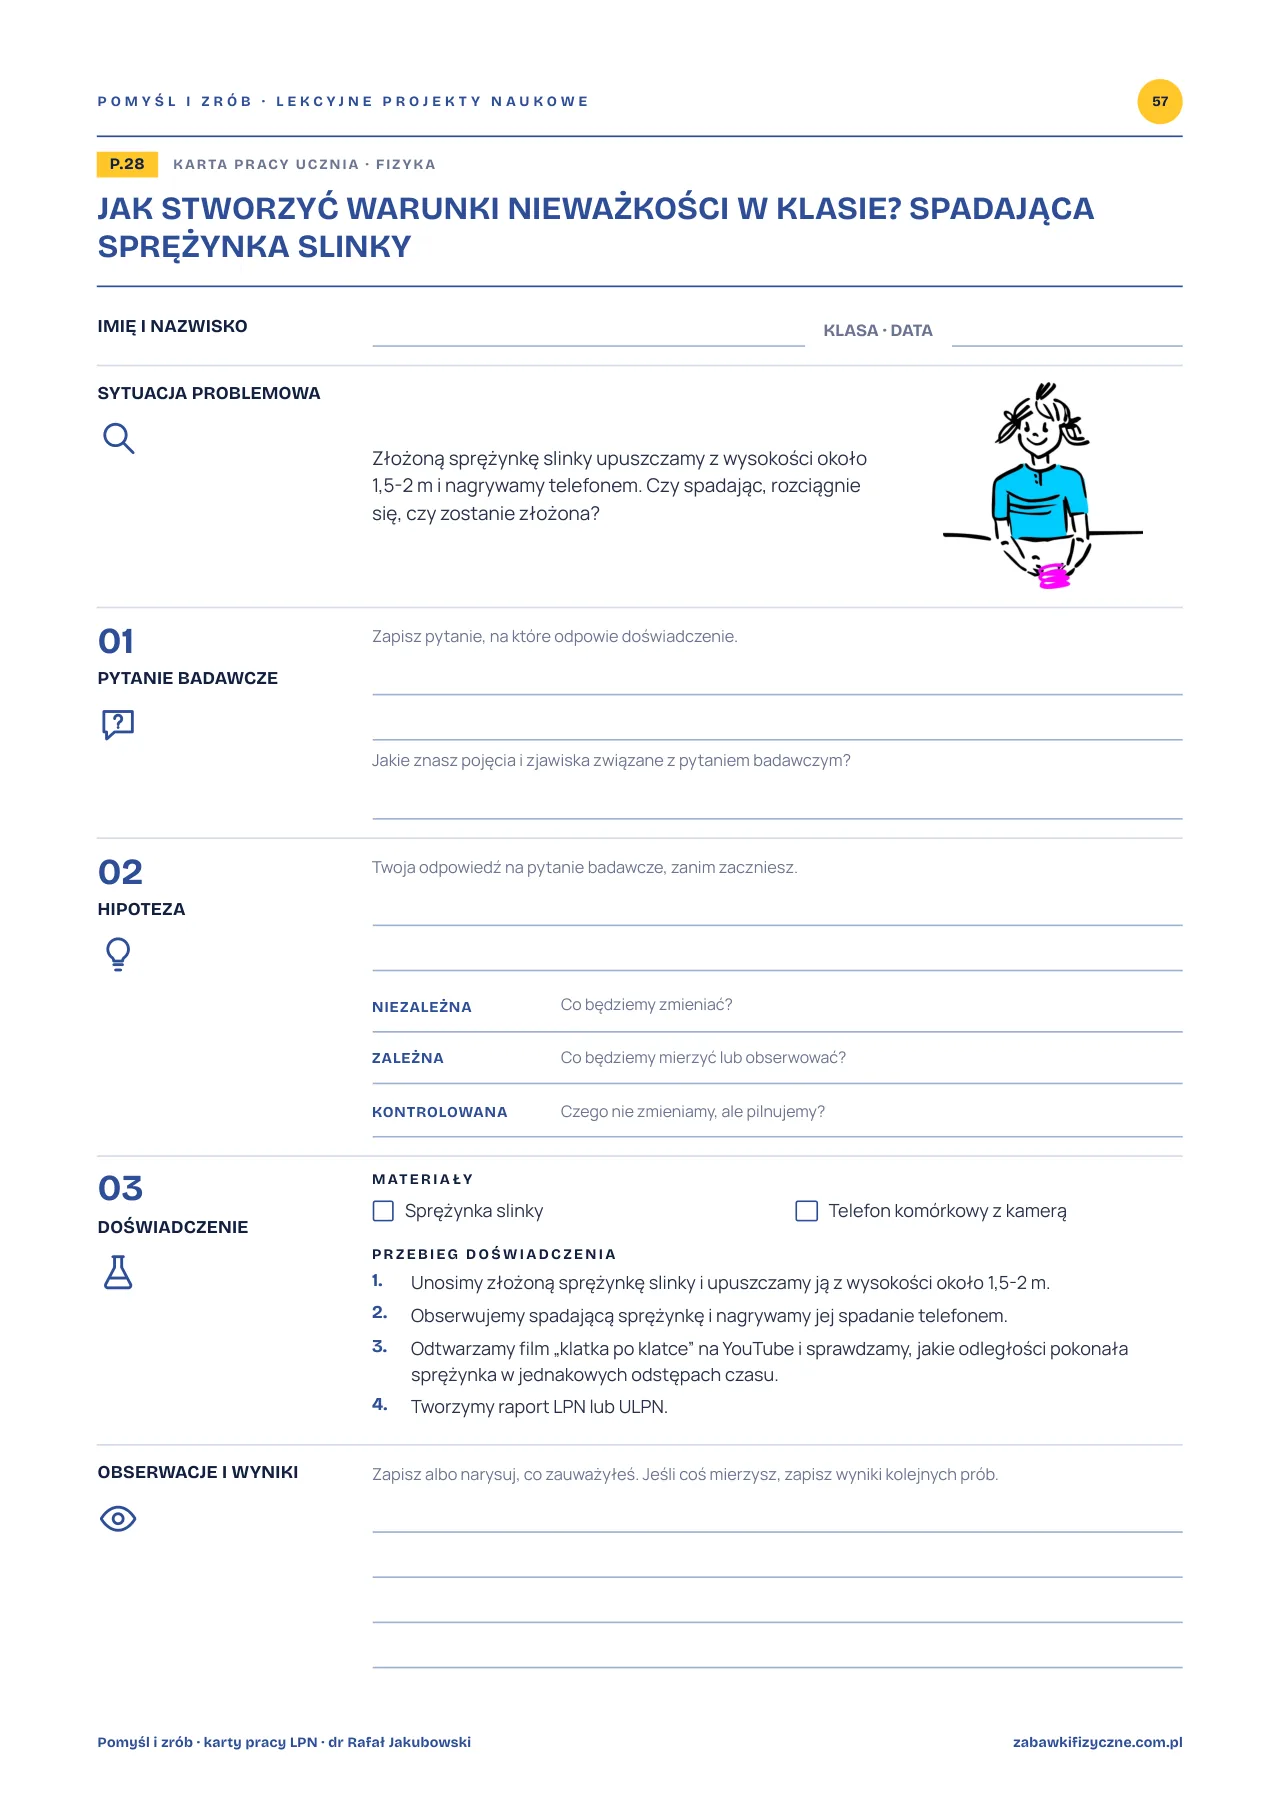 POMYŚL I ZRÓB · LEKCYJNE PROJEKTY NAUKOWE
57
P.28
KARTA PRACY UCZNIA · FIZYKA
JAK STWORZYĆ WARUNKI NIEWAŻKOŚCI W KLASIE? SPADAJĄCA
SPRĘŻYNKA SLINKY
IMIĘ I NAZWISKO
KLASA · DATA
SYTUACJA PROBLEMOWA
Złożoną sprężynkę slinky upuszczamy z wysokości około
1,5-2 m i nagrywamy telefonem. Czy spadając, rozciągnie
się, czy zostanie złożona?
01
PYTANIE BADAWCZE
?
Zapisz pytanie, na które odpowie doświadczenie.
Jakie znasz pojęcia i zjawiska związane z pytaniem badawczym?
02
HIPOTEZA
Twoja odpowiedź na pytanie badawcze, zanim zaczniesz.
NIEZALEŻNA Co będziemy zmieniać?
ZALEŻNA Co będziemy mierzyć lub obserwować?
KONTROLOWANA Czego nie zmieniamy, ale pilnujemy?
03
DOŚWIADCZENIE
MATERIAŁY
Sprężynka slinky
Telefon komórkowy z kamerą
PRZEBIEG DOŚWIADCZENIA
1. Unosimy złożoną sprężynkę slinky i upuszczamy ją z wysokości około 1,5-2 m.
2. Obserwujemy spadającą sprężynkę i nagrywamy jej spadanie telefonem.
3. Odtwarzamy film „klatka po klatce” na YouTube i sprawdzamy, jakie odległości pokonała
sprężynka w jednakowych odstępach czasu.
4. Tworzymy raport LPN lub ULPN.
OBSERWACJE I WYNIKI
Zapisz albo narysuj, co zauważyłeś. Jeśli coś mierzysz, zapisz wyniki kolejnych prób.
Pomyśl i zrób · karty pracy LPN · dr Rafał Jakubowski
zabawkifizyczne.com.pl